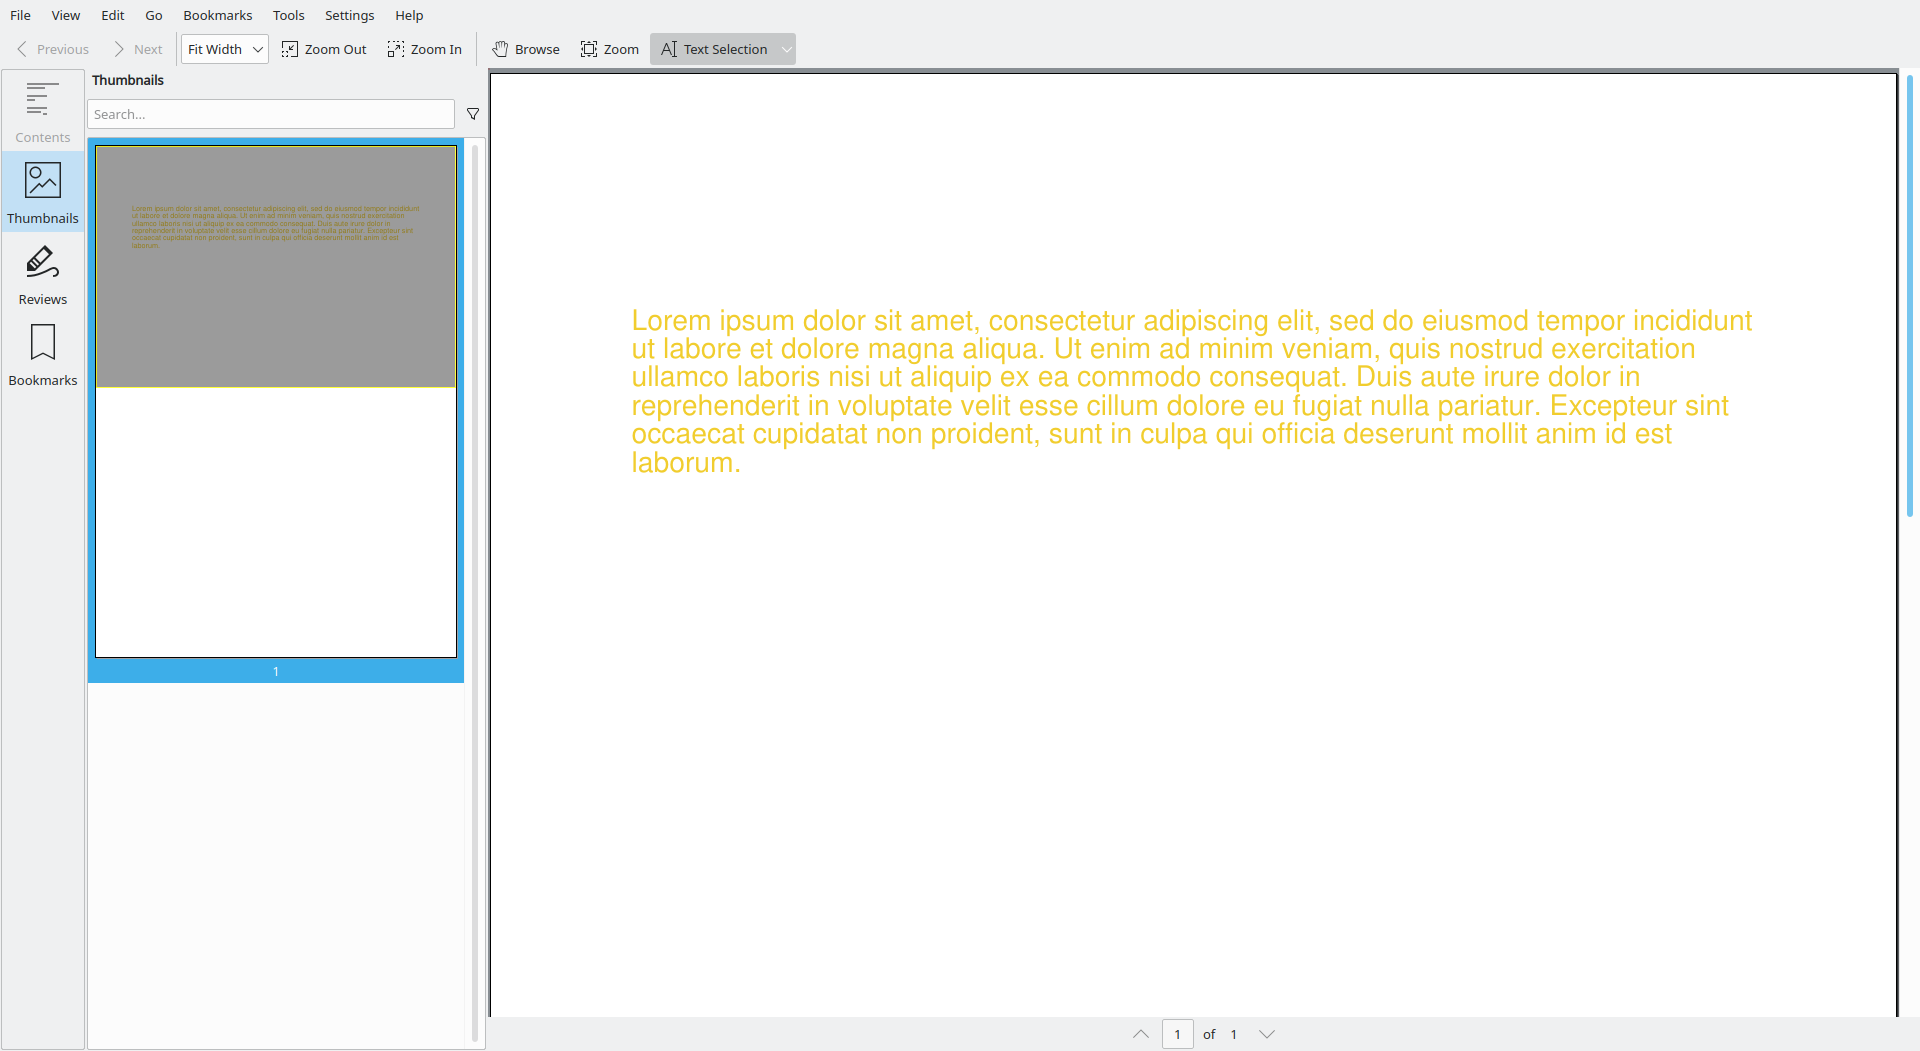 File View Edit Go Bookmarks Tools Settings Help
Previous Next Fit Width Zoom Out Zoom In Browse Zoom Text Selection
Thumbnails
Search...
Contents
Thumbnails
Reviews
Bookmarks
Lorem ipsum dolor sit amet, consectetur adipiscing elit, sed do eiusmod tempor incididunt
ut labore et dolore magna aliqua. Ut enim ad minim veniam, quis nostrud exercitation
ullamco laboris nisi ut aliquip ex ea commodo consequat. Duis aute irure dolor in
reprehenderit in voluptate velit esse cillum dolore eu fugiat nulla pariatur. Excepteur sint
occaecat cupidatat non proident, sunt in culpa qui officia deserunt mollit anim id est
laborum.
1
Lorem ipsum dolor sit amet, consectetur adipiscing elit, sed do eiusmod tempor incididunt
ut labore et dolore magna aliqua. Ut enim ad minim veniam, quis nostrud exercitation
ullamco laboris nisi ut aliquip ex ea commodo consequat. Duis aute irure dolor in
reprehenderit in voluptate velit esse cillum dolore eu fugiat nulla pariatur. Excepteur sint
occaecat cupidatat non proident, sunt in culpa qui officia deserunt mollit anim id est
laborum.
1 of 1